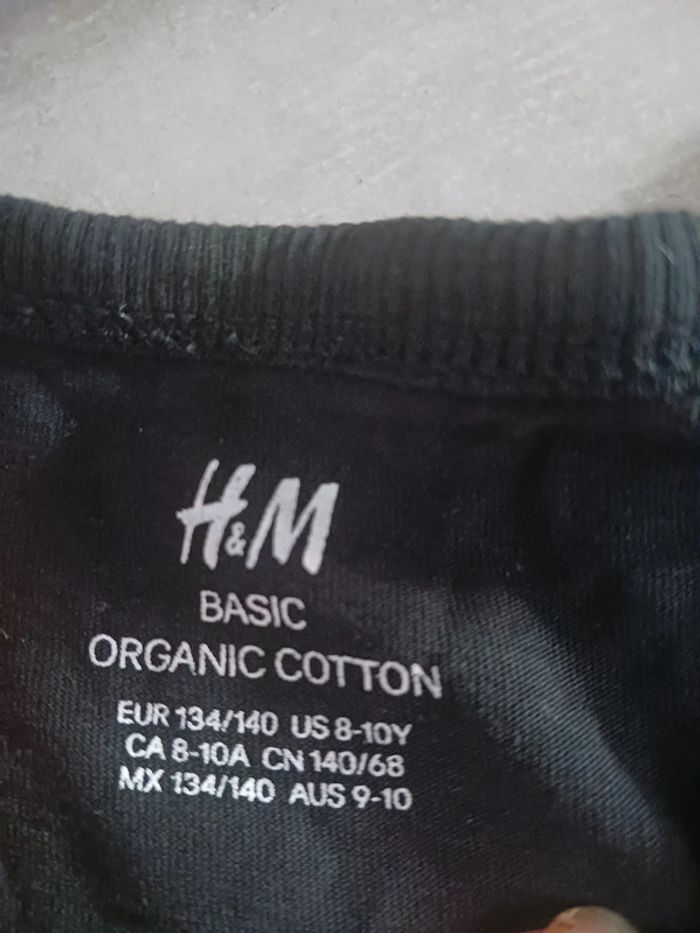 H&M
BASIC
ORGANIC COTTON
EUR 134/140 US 8-10Y
CA 8-10A CN 140/68
MX 134/140 AUS 9-10